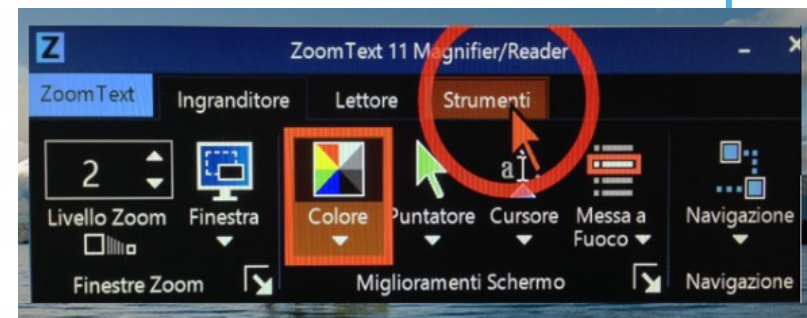 Z ZoomText 11 Magnifier/Reader
ZoomText Ingranditore Lettore Strumenti
2
aI
Livello Zoom Finestra Colore Puntatore Cursore Messa a Fuoco Navigazione
Finestre Zoom Miglioramenti Schermo Navigazione